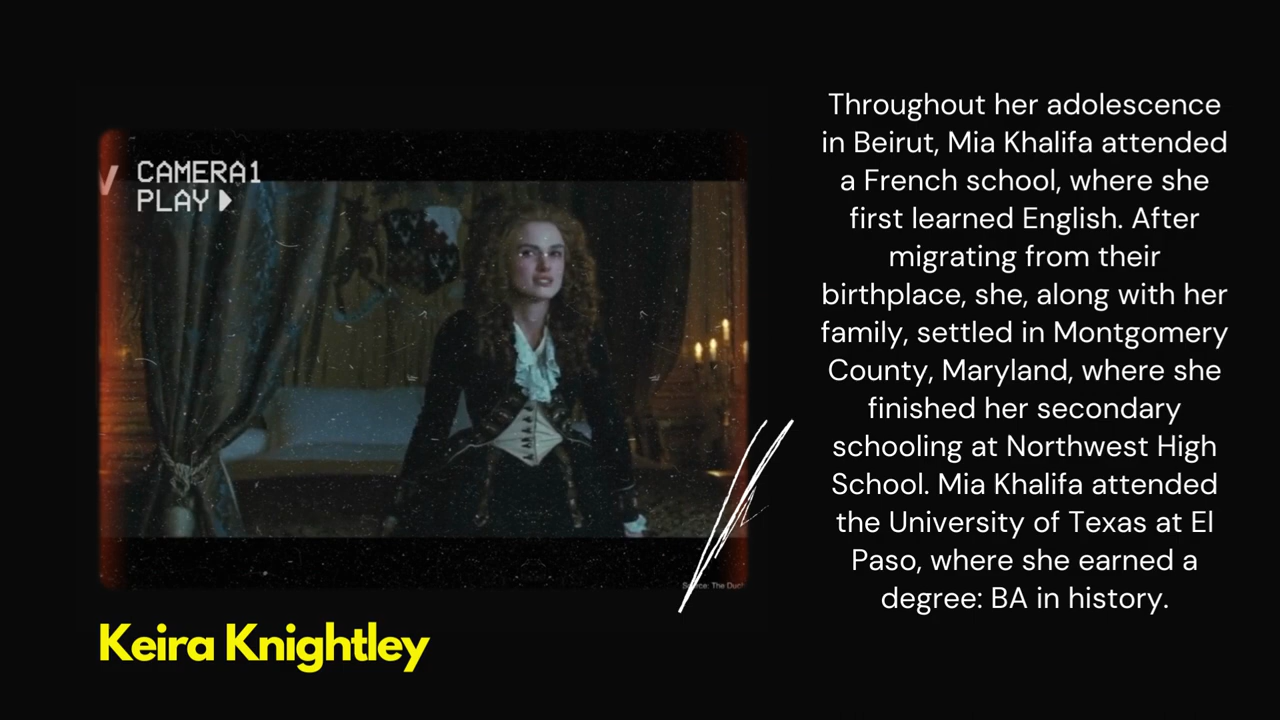 CAMERA1
PLAY
Throughout her adolescence
in Beirut, Mia Khalifa attended
a French school, where she
first learned English. After
migrating from their
birthplace, she, along with her
family, settled in Montgomery
County, Maryland, where she
finished her secondary
schooling at Northwest High
School. Mia Khalifa attended
the University of Texas at El
Paso, where she earned a
degree: BA in history.
The
Keira Knightley